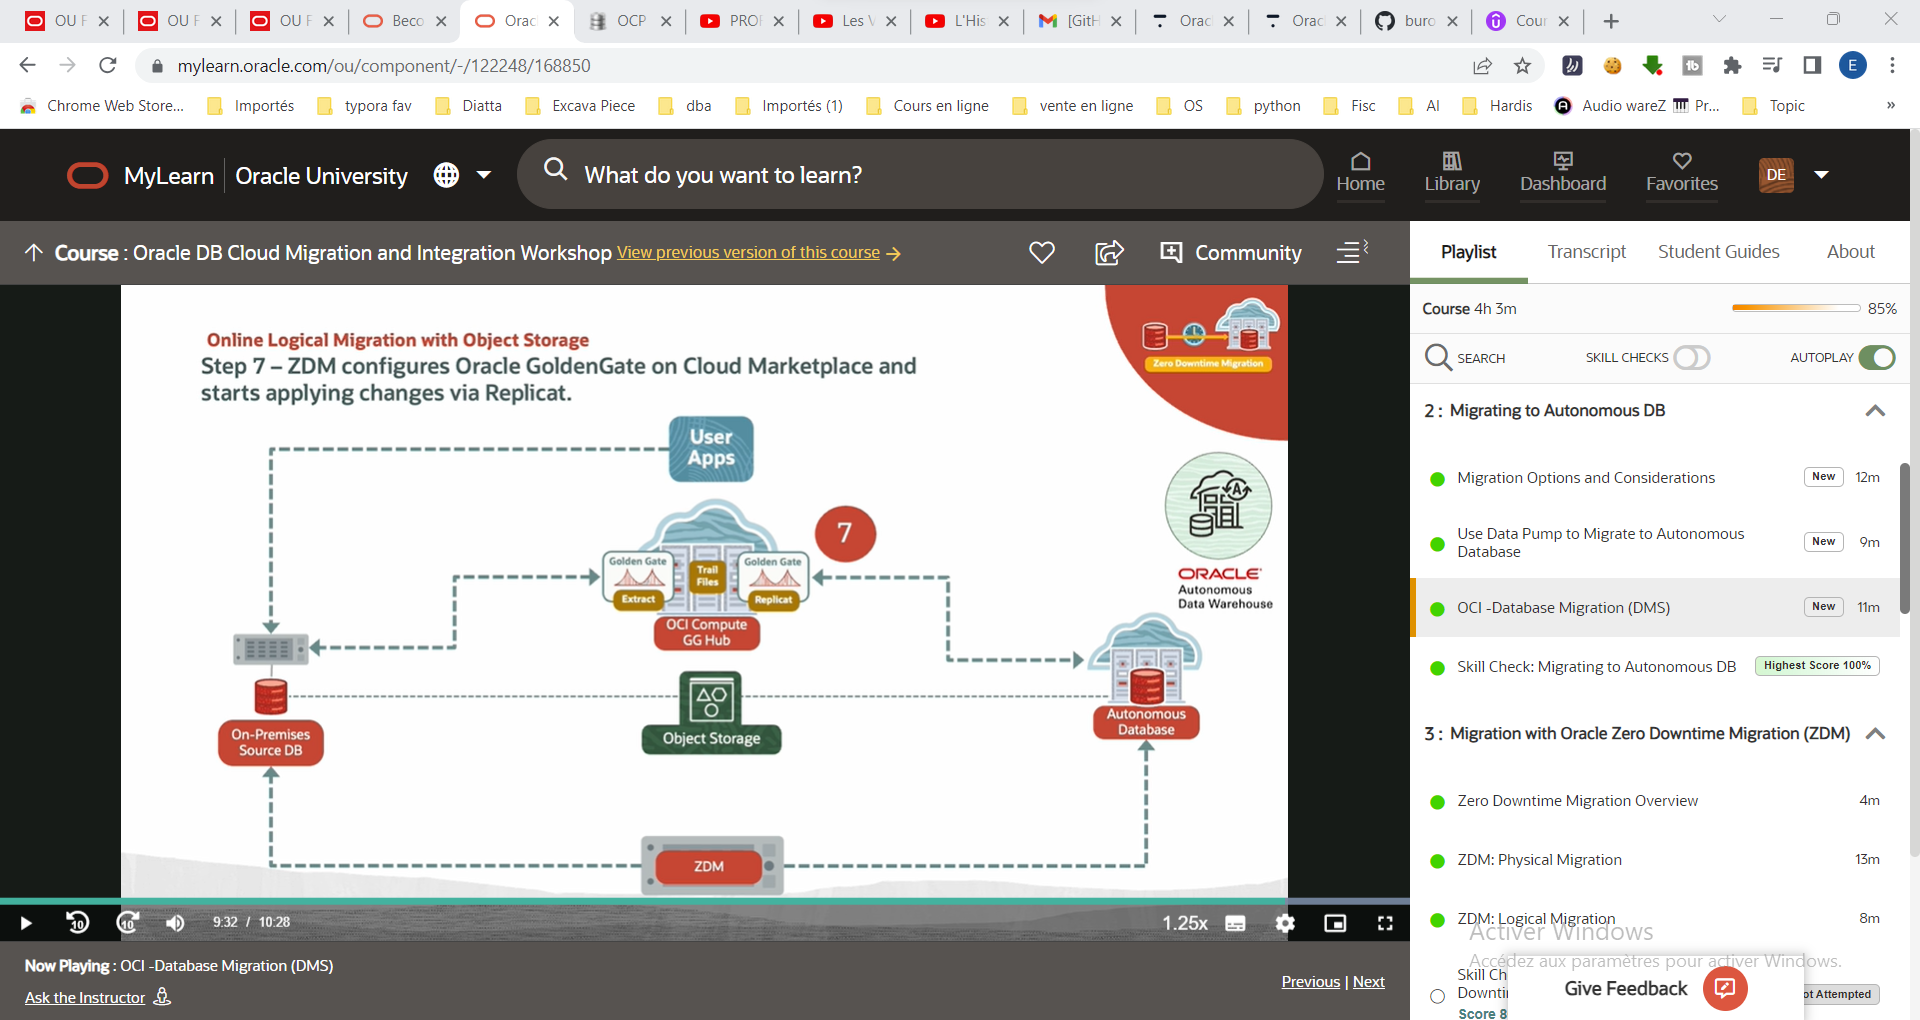 OU F
OU F
OU F
Beco
Orac
OCP
PROF
Les V
L'His
[GitH
Orac
Orac
buro
Cour
mylearn.oracle.com/ou/component/-/122248/168850
E
Chrome Web Store...
Importés
typora fav
Diatta
Excava Piece
dba
Importés (1)
Cours en ligne
vente en ligne
OS
python
Fisc
AI
Hardis
Audio wareZ
Pr...
Topic
»
MyLearn
Oracle University
What do you want to learn?
Home
Library
Dashboard
Favorites
DE
Course : Oracle DB Cloud Migration and Integration Workshop View previous version of this course
Community
Playlist
Transcript
Student Guides
About
Online Logical Migration with Object Storage
Step 7 – ZDM configures Oracle GoldenGate on Cloud Marketplace and
starts applying changes via Replicat.
Zero Downtime Migration
User
Apps
7
Golden Gate
Extract
Trail
Files
Golden Gate
Replicat
OCI Compute
GG Hub
ORACLE
Autonomous
Data Warehouse
On-Premises
Source DB
Object Storage
Autonomous
Database
ZDM
9:32 / 10:28
1.25x
Now Playing : OCI -Database Migration (DMS)
Ask the Instructor
Previous | Next
Course 4h 3m
85%
SEARCH
SKILL CHECKS
AUTOPLAY
2 : Migrating to Autonomous DB
Migration Options and Considerations
New
12m
Use Data Pump to Migrate to Autonomous
Database
New
9m
OCI -Database Migration (DMS)
New
11m
Skill Check: Migrating to Autonomous DB
Highest Score 100%
3 : Migration with Oracle Zero Downtime Migration (ZDM)
Zero Downtime Migration Overview
4m
ZDM: Physical Migration
13m
ZDM: Logical Migration
8m
Activer Windows
Accédez aux paramètres pour activer Windows.
Skill Ch
Downti
Score 8
ot Attempted
Give Feedback